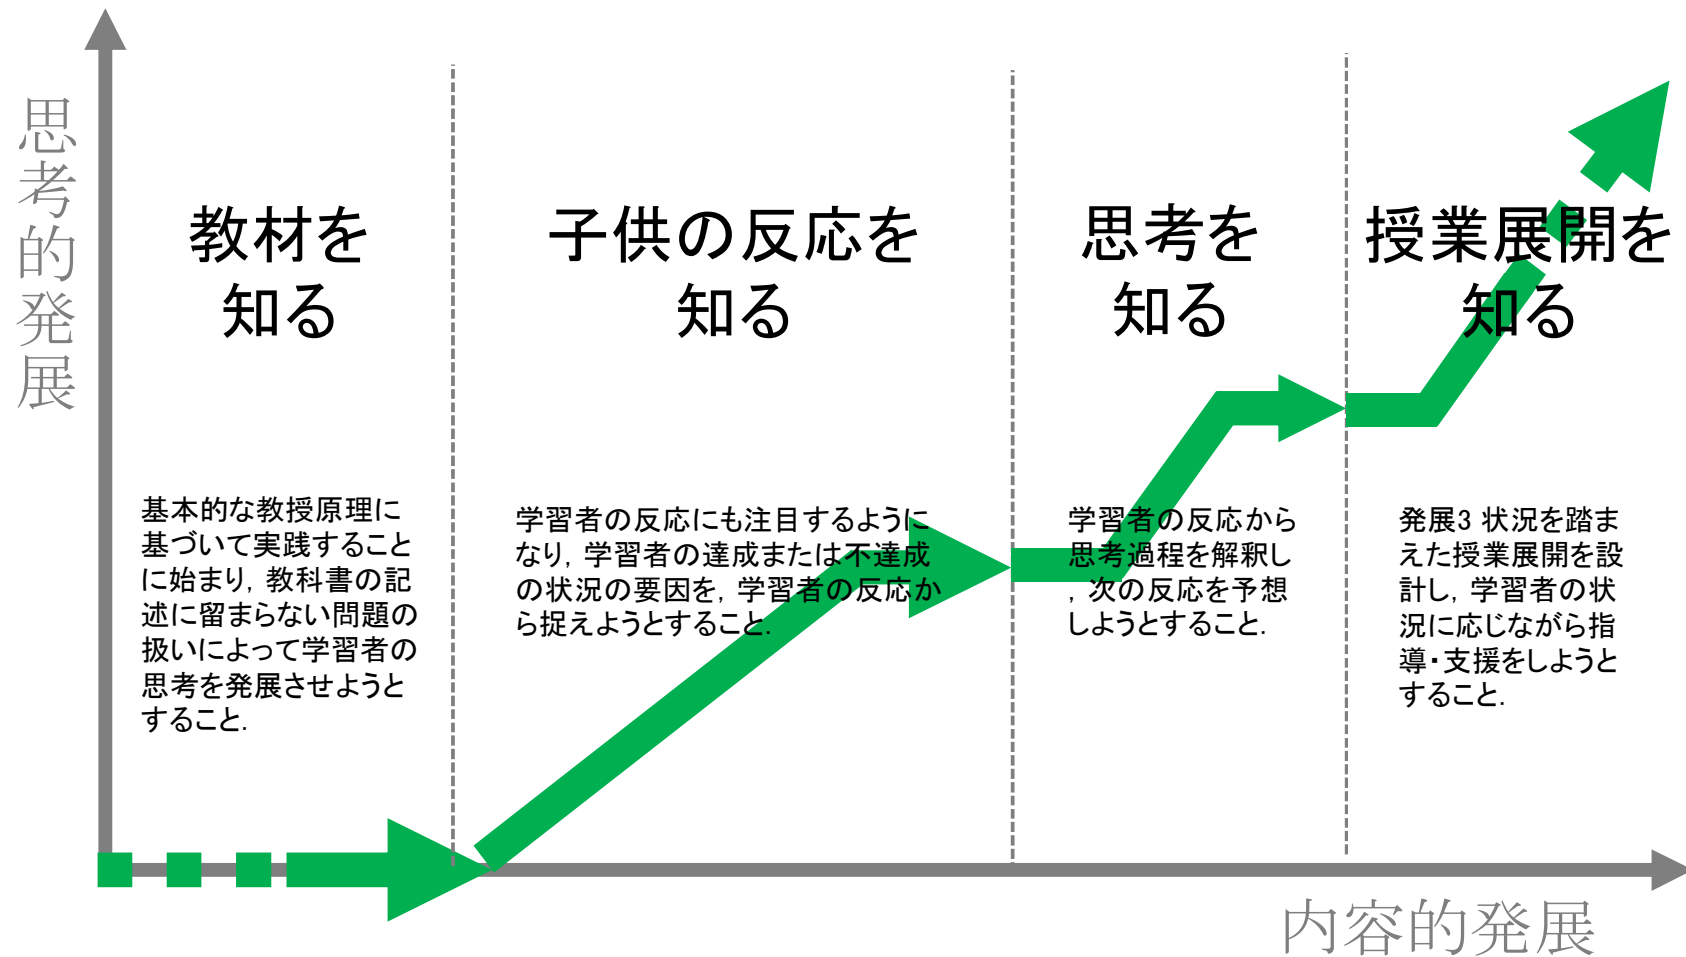 思考的発展
教材を
知る
子供の反応を
知る
思考を
知る
授業展開を
知る
基本的な教授原理に
基づいて実践すること
に始まり, 教科書の記
述に留まらない問題の
扱いによって学習者の
思考を発展させようと
すること.
学習者の反応にも注目するように
なり, 学習者の達成または不達成
の状況の要因を, 学習者の反応か
ら捉えようとすること.
学習者の反応から
思考過程を解釈し
, 次の反応を予想
しようとすること.
発展3 状況を踏ま
えた授業展開を設
計し, 学習者の状
況に応じながら指
導・支援をしようと
すること.
内容的発展